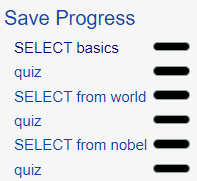 Save Progress
SELECT basics
quiz
SELECT from world
quiz
SELECT from nobel
quiz